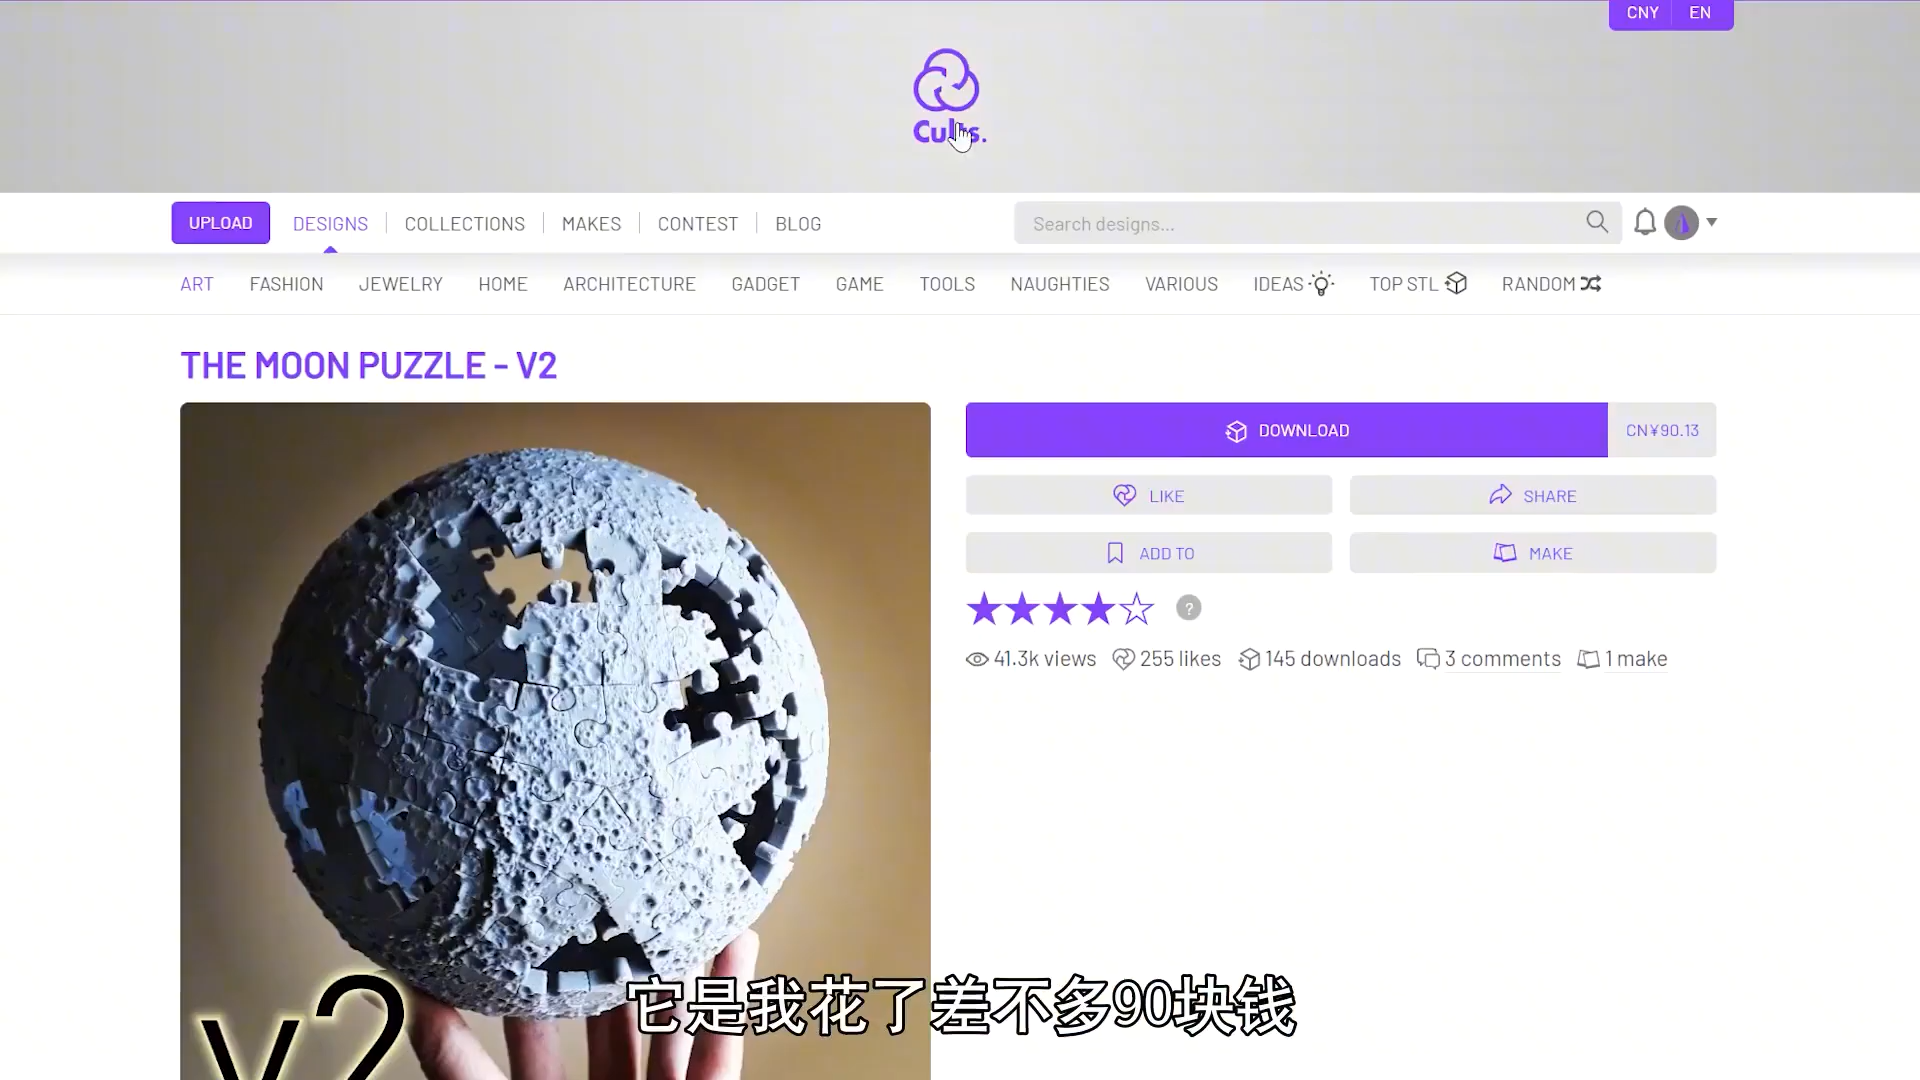 CNY EN
Cults.
UPLOAD DESIGNS COLLECTIONS MAKES CONTEST BLOG Search designs...
ART FASHION JEWELRY HOME ARCHITECTURE GADGET GAME TOOLS NAUGHTIES VARIOUS IDEAS TOP STL RANDOM
THE MOON PUZZLE - V2
DOWNLOAD CN¥90.13
LIKE SHARE
ADD TO MAKE
?
41.3k views 255 likes 145 downloads 3 comments 1 make
v2
它是我花了差不多90块钱